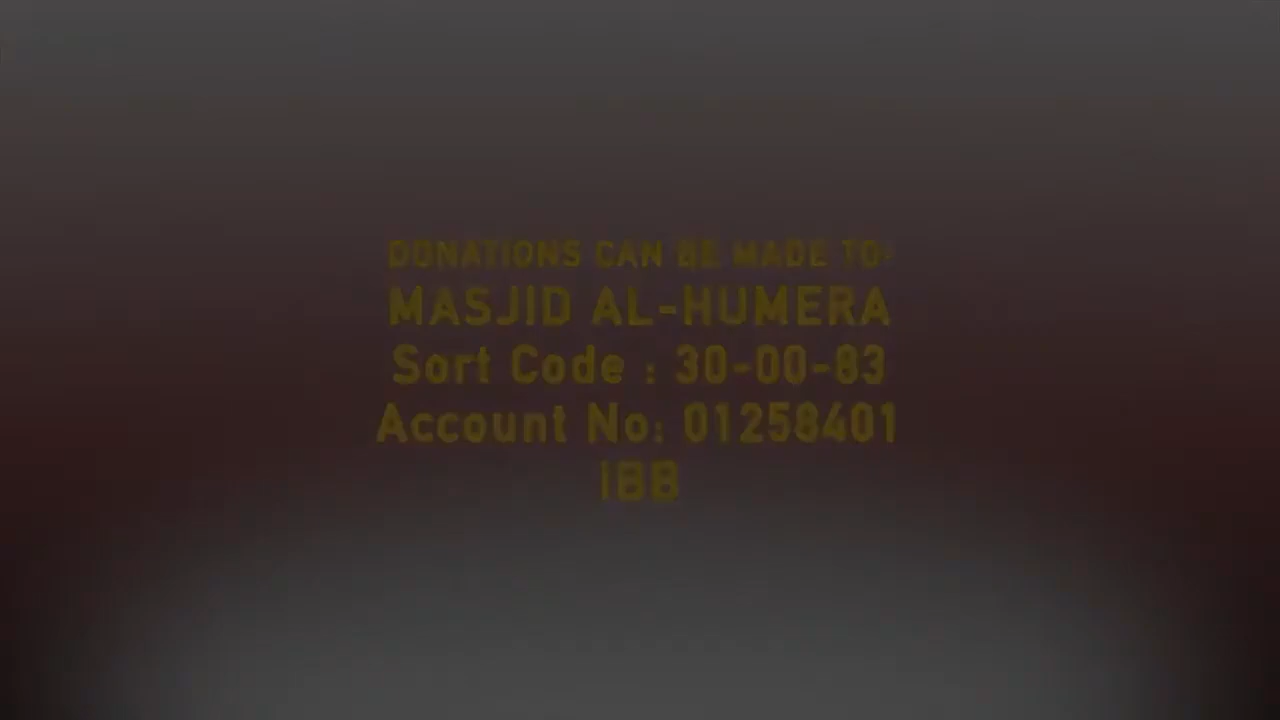 DONATIONS CAN BE MADE TO:
MASJID AL-HUMERA
Sort Code : 30-00-83
Account No: 01258401
IBB